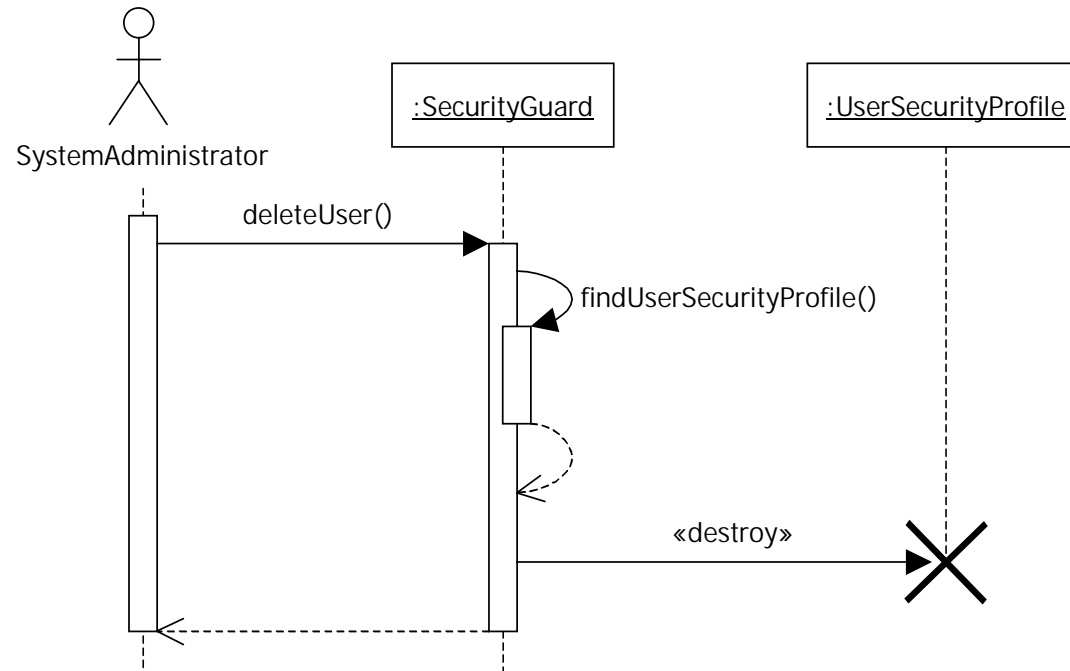 :SecurityGuard
:UserSecurityProfile
SystemAdministrator
deleteUser()
findUserSecurityProfile()
«destroy»